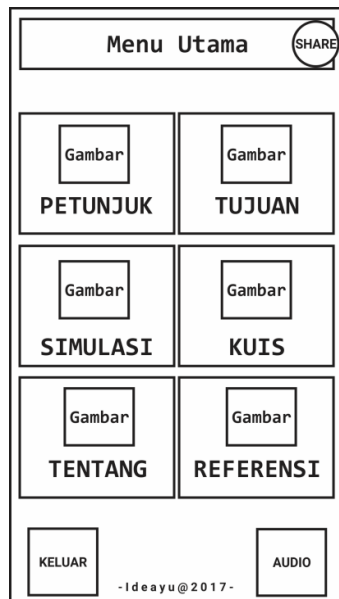 Menu Utama
SHARE
Gambar
PETUNJUK
Gambar
TUJUAN
Gambar
SIMULASI
Gambar
KUIS
Gambar
TENTANG
Gambar
REFERENSI
KELUAR
AUDIO
-Ideayu@2017-